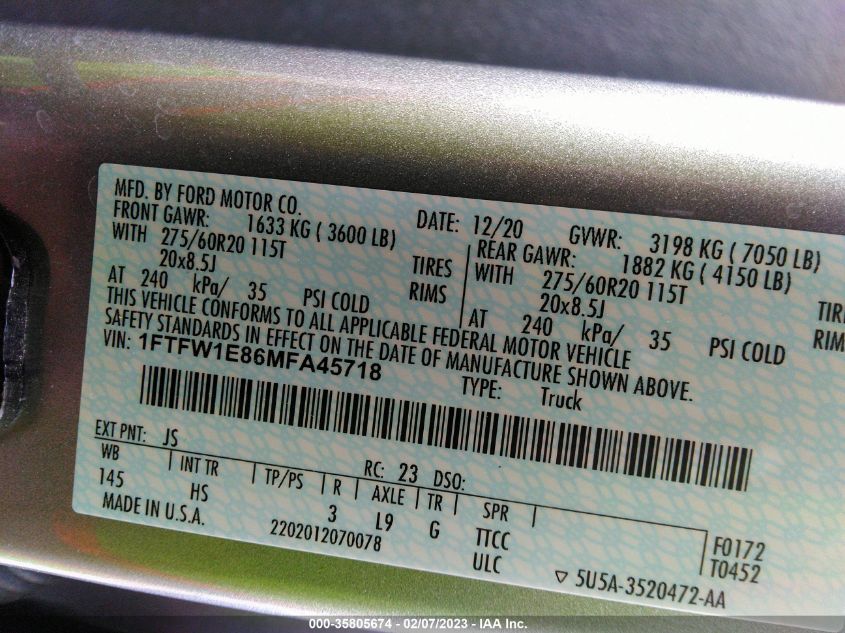 MFD. BY FORD MOTOR CO. DATE: 12/20 GVWR: 3198 KG ( 7050 LB)
FRONT GAWR: 1633 KG ( 3600 LB) REAR GAWR: 1882 KG ( 4150 LB)
WITH 275/60R20 115T TIRES WITH 275/60R20 115T TIRE
20x8.5J RIMS 20x8.5J RIM
AT 240 kPa/ 35 PSI COLD AT 240 kPa/ 35 PSI COLD
THIS VEHICLE CONFORMS TO ALL APPLICABLE FEDERAL MOTOR VEHICLE
SAFETY STANDARDS IN EFFECT ON THE DATE OF MANUFACTURE SHOWN ABOVE.
VIN: 1FTFW1E86MFA45718 TYPE: Truck
EXT PNT: JS RC: 23 DSO:
WB INT TR TP/PS R AXLE TR SPR
145 HS 3 L9 G TTCC F0172
MADE IN U.S.A. 2202012070078 ULC T0452
▽ 5U5A-3520472-AA
000-35805674 - 02/07/2023 - IAA Inc.